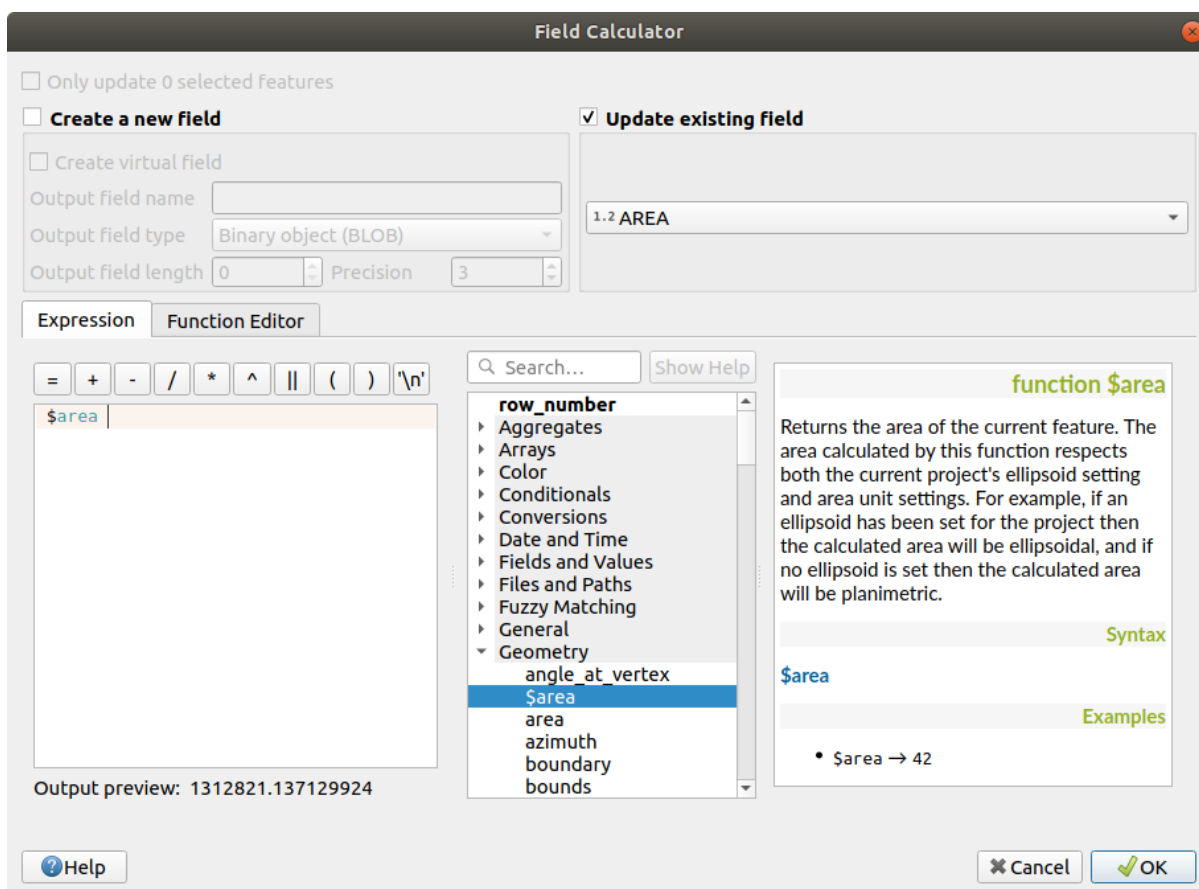 Field Calculator
Only update 0 selected features
Create a new field
Update existing field
Create virtual field
Output field name
Output field type Binary object (BLOB)
Output field length 0 Precision 3
1.2 AREA
Expression Function Editor
= + - / * ^ || ( ) '\n'
$area
Output preview: 1312821.137129924
Search... Show Help
row_number
Aggregates
Arrays
Color
Conditionals
Conversions
Date and Time
Fields and Values
Files and Paths
Fuzzy Matching
General
Geometry
angle_at_vertex
$area
area
azimuth
boundary
bounds
function $area
Returns the area of the current feature. The
area calculated by this function respects
both the current project's ellipsoid setting
and area unit settings. For example, if an
ellipsoid has been set for the project then
the calculated area will be ellipsoidal, and if
no ellipsoid is set then the calculated area
will be planimetric.
Syntax
$area
Examples
• $area → 42
?Help
Cancel OK